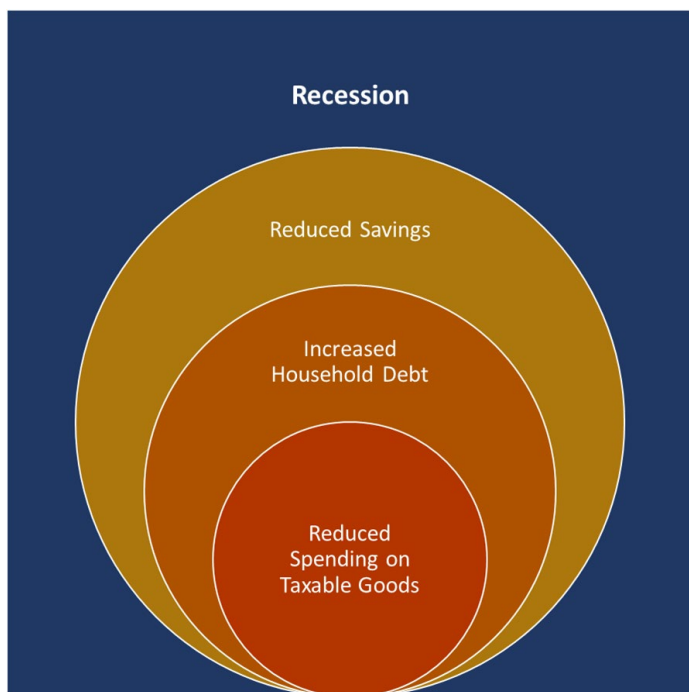 Recession
Reduced Savings
Increased
Household Debt
Reduced
Spending on
Taxable Goods